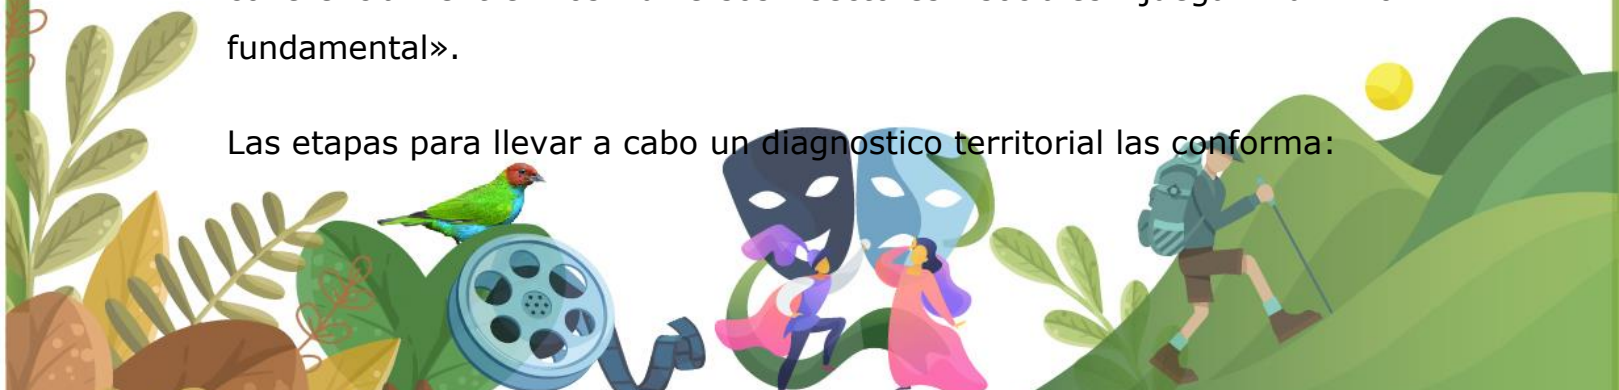 fundamental».
Las etapas para llevar a cabo un diagnostico territorial las conforma: